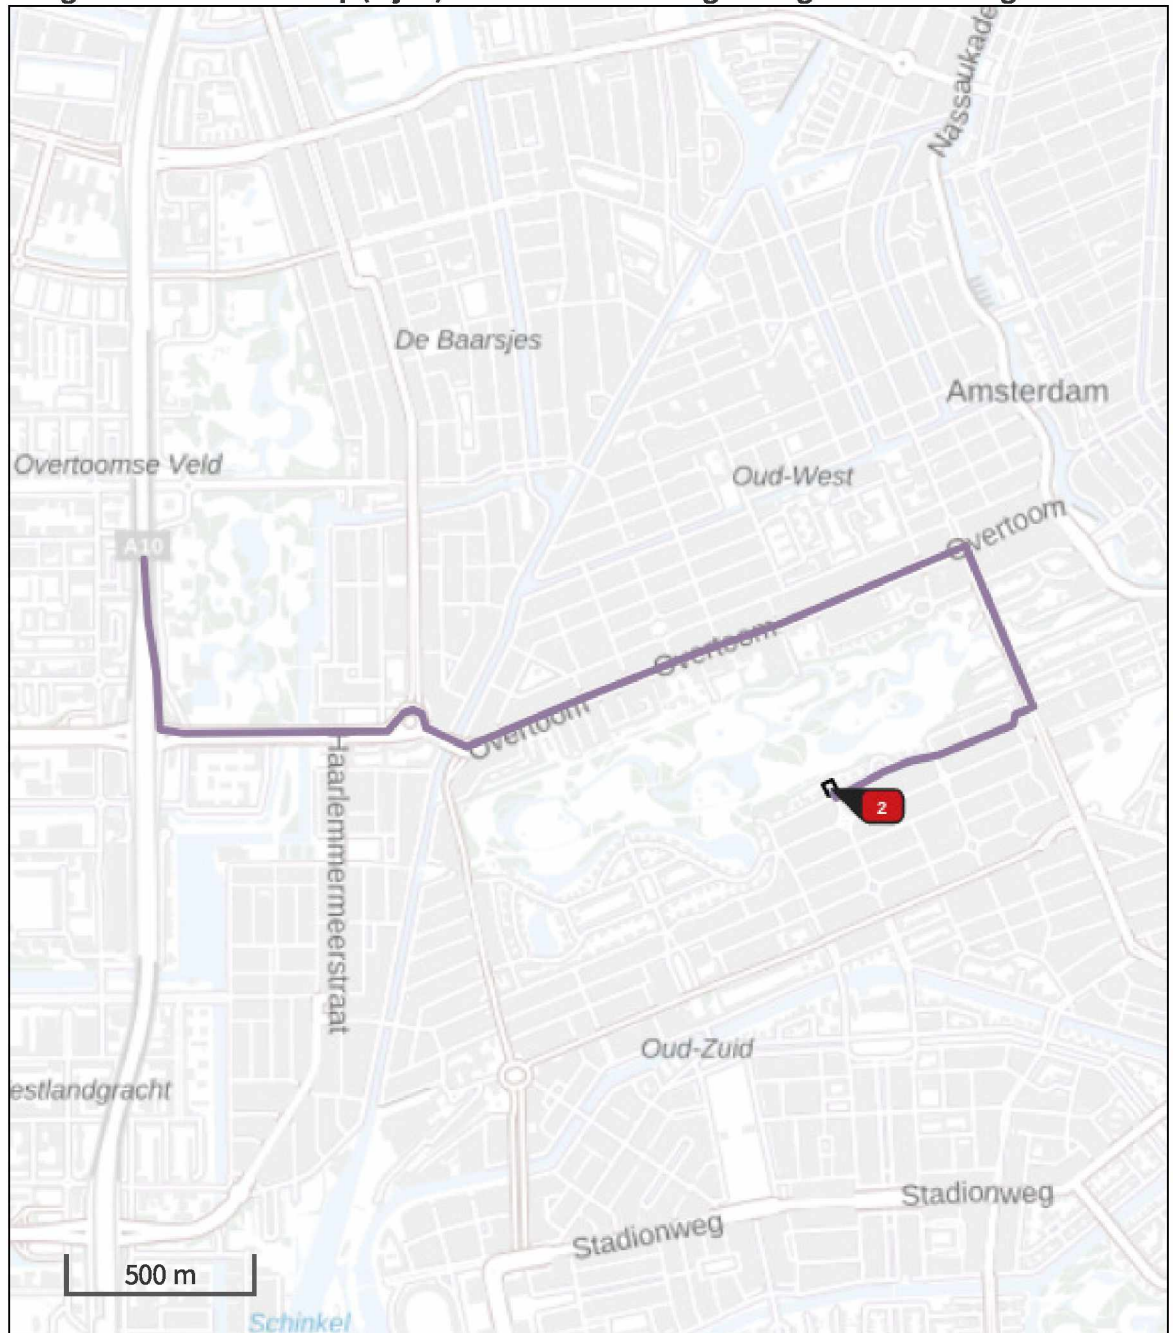 Nassaukade
De Baarsjes
Amsterdam
Overtoomse Veld
Oud-West
Overtoom
A10
Overtoom
Overtoom
Haarlemmermeerstraat
2
Oud-Zuid
estlandgracht
Stadionweg
Stadionweg
500 m
Schinkel